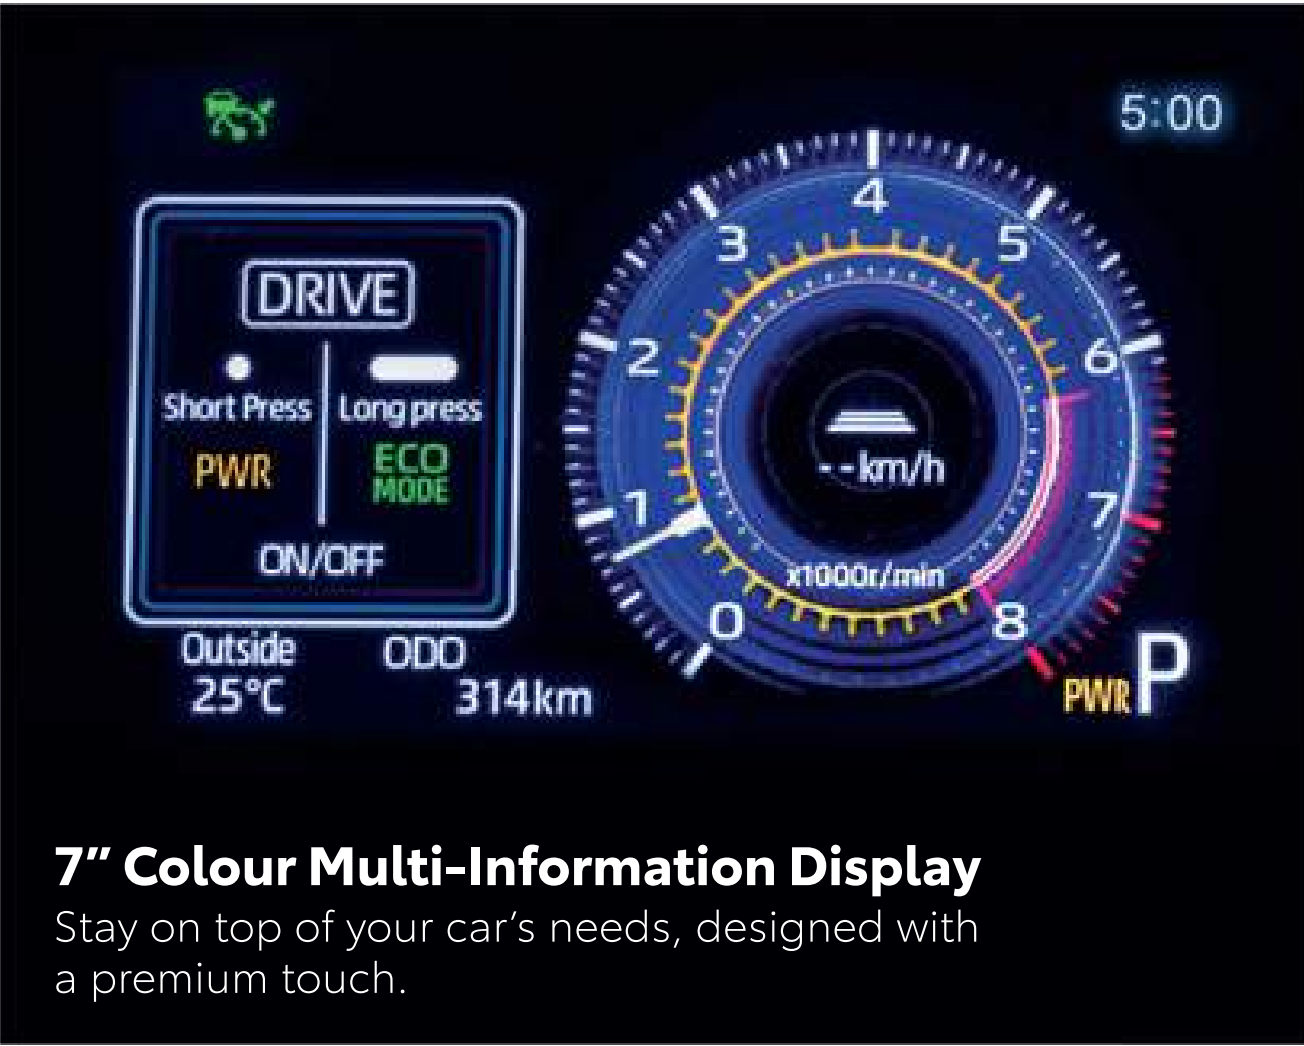 5:00
DRIVE
Short Press Long press
PWR ECO
MODE
ON/OFF
Outside ODO
25°C 314km
4
3 5
2 6
1 7
0 8
--km/h
x1000r/min
PWR P
7” Colour Multi-Information Display
Stay on top of your car’s needs, designed with
a premium touch.